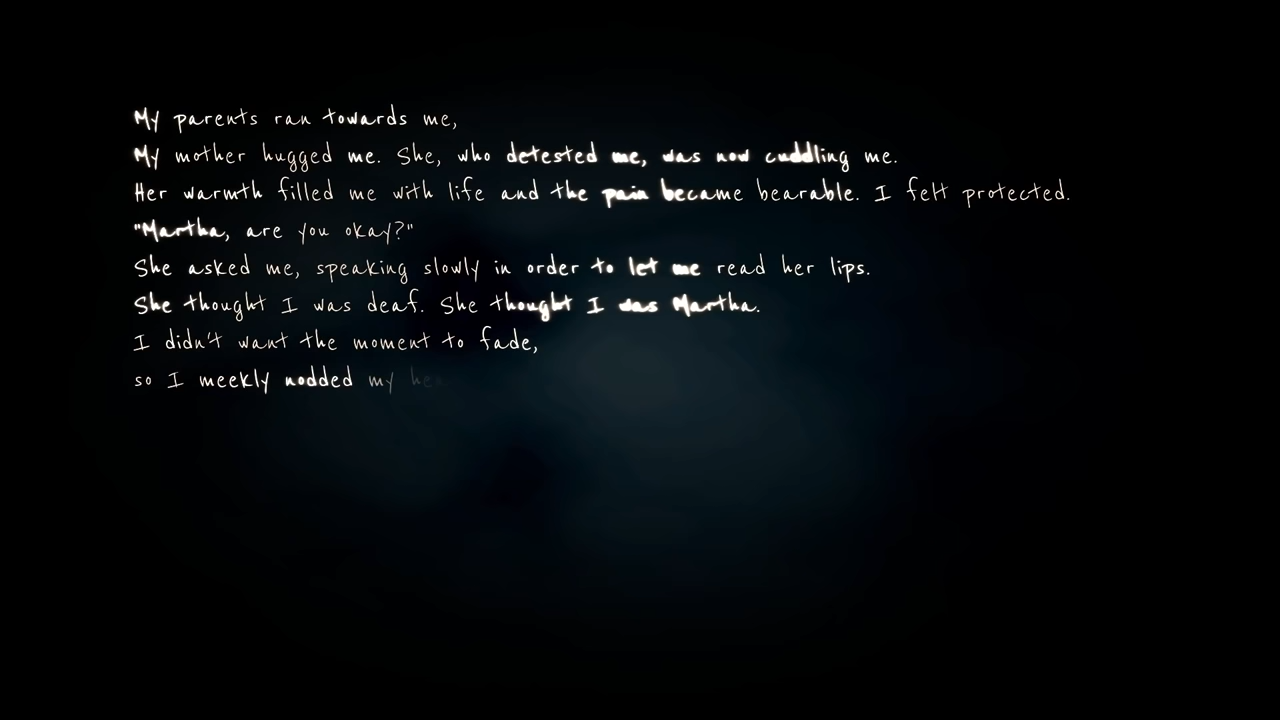 My parents ran towards me,
My mother hugged me. She, who detested me, was now cuddling me.
Her warmth filled me with life and the pain became bearable. I felt protected.
"Martha, are you okay?"
She asked me, speaking slowly in order to let me read her lips.
She thought I was deaf. She thought I was Martha.
I didn't want the moment to fade,
so I meekly nodded my